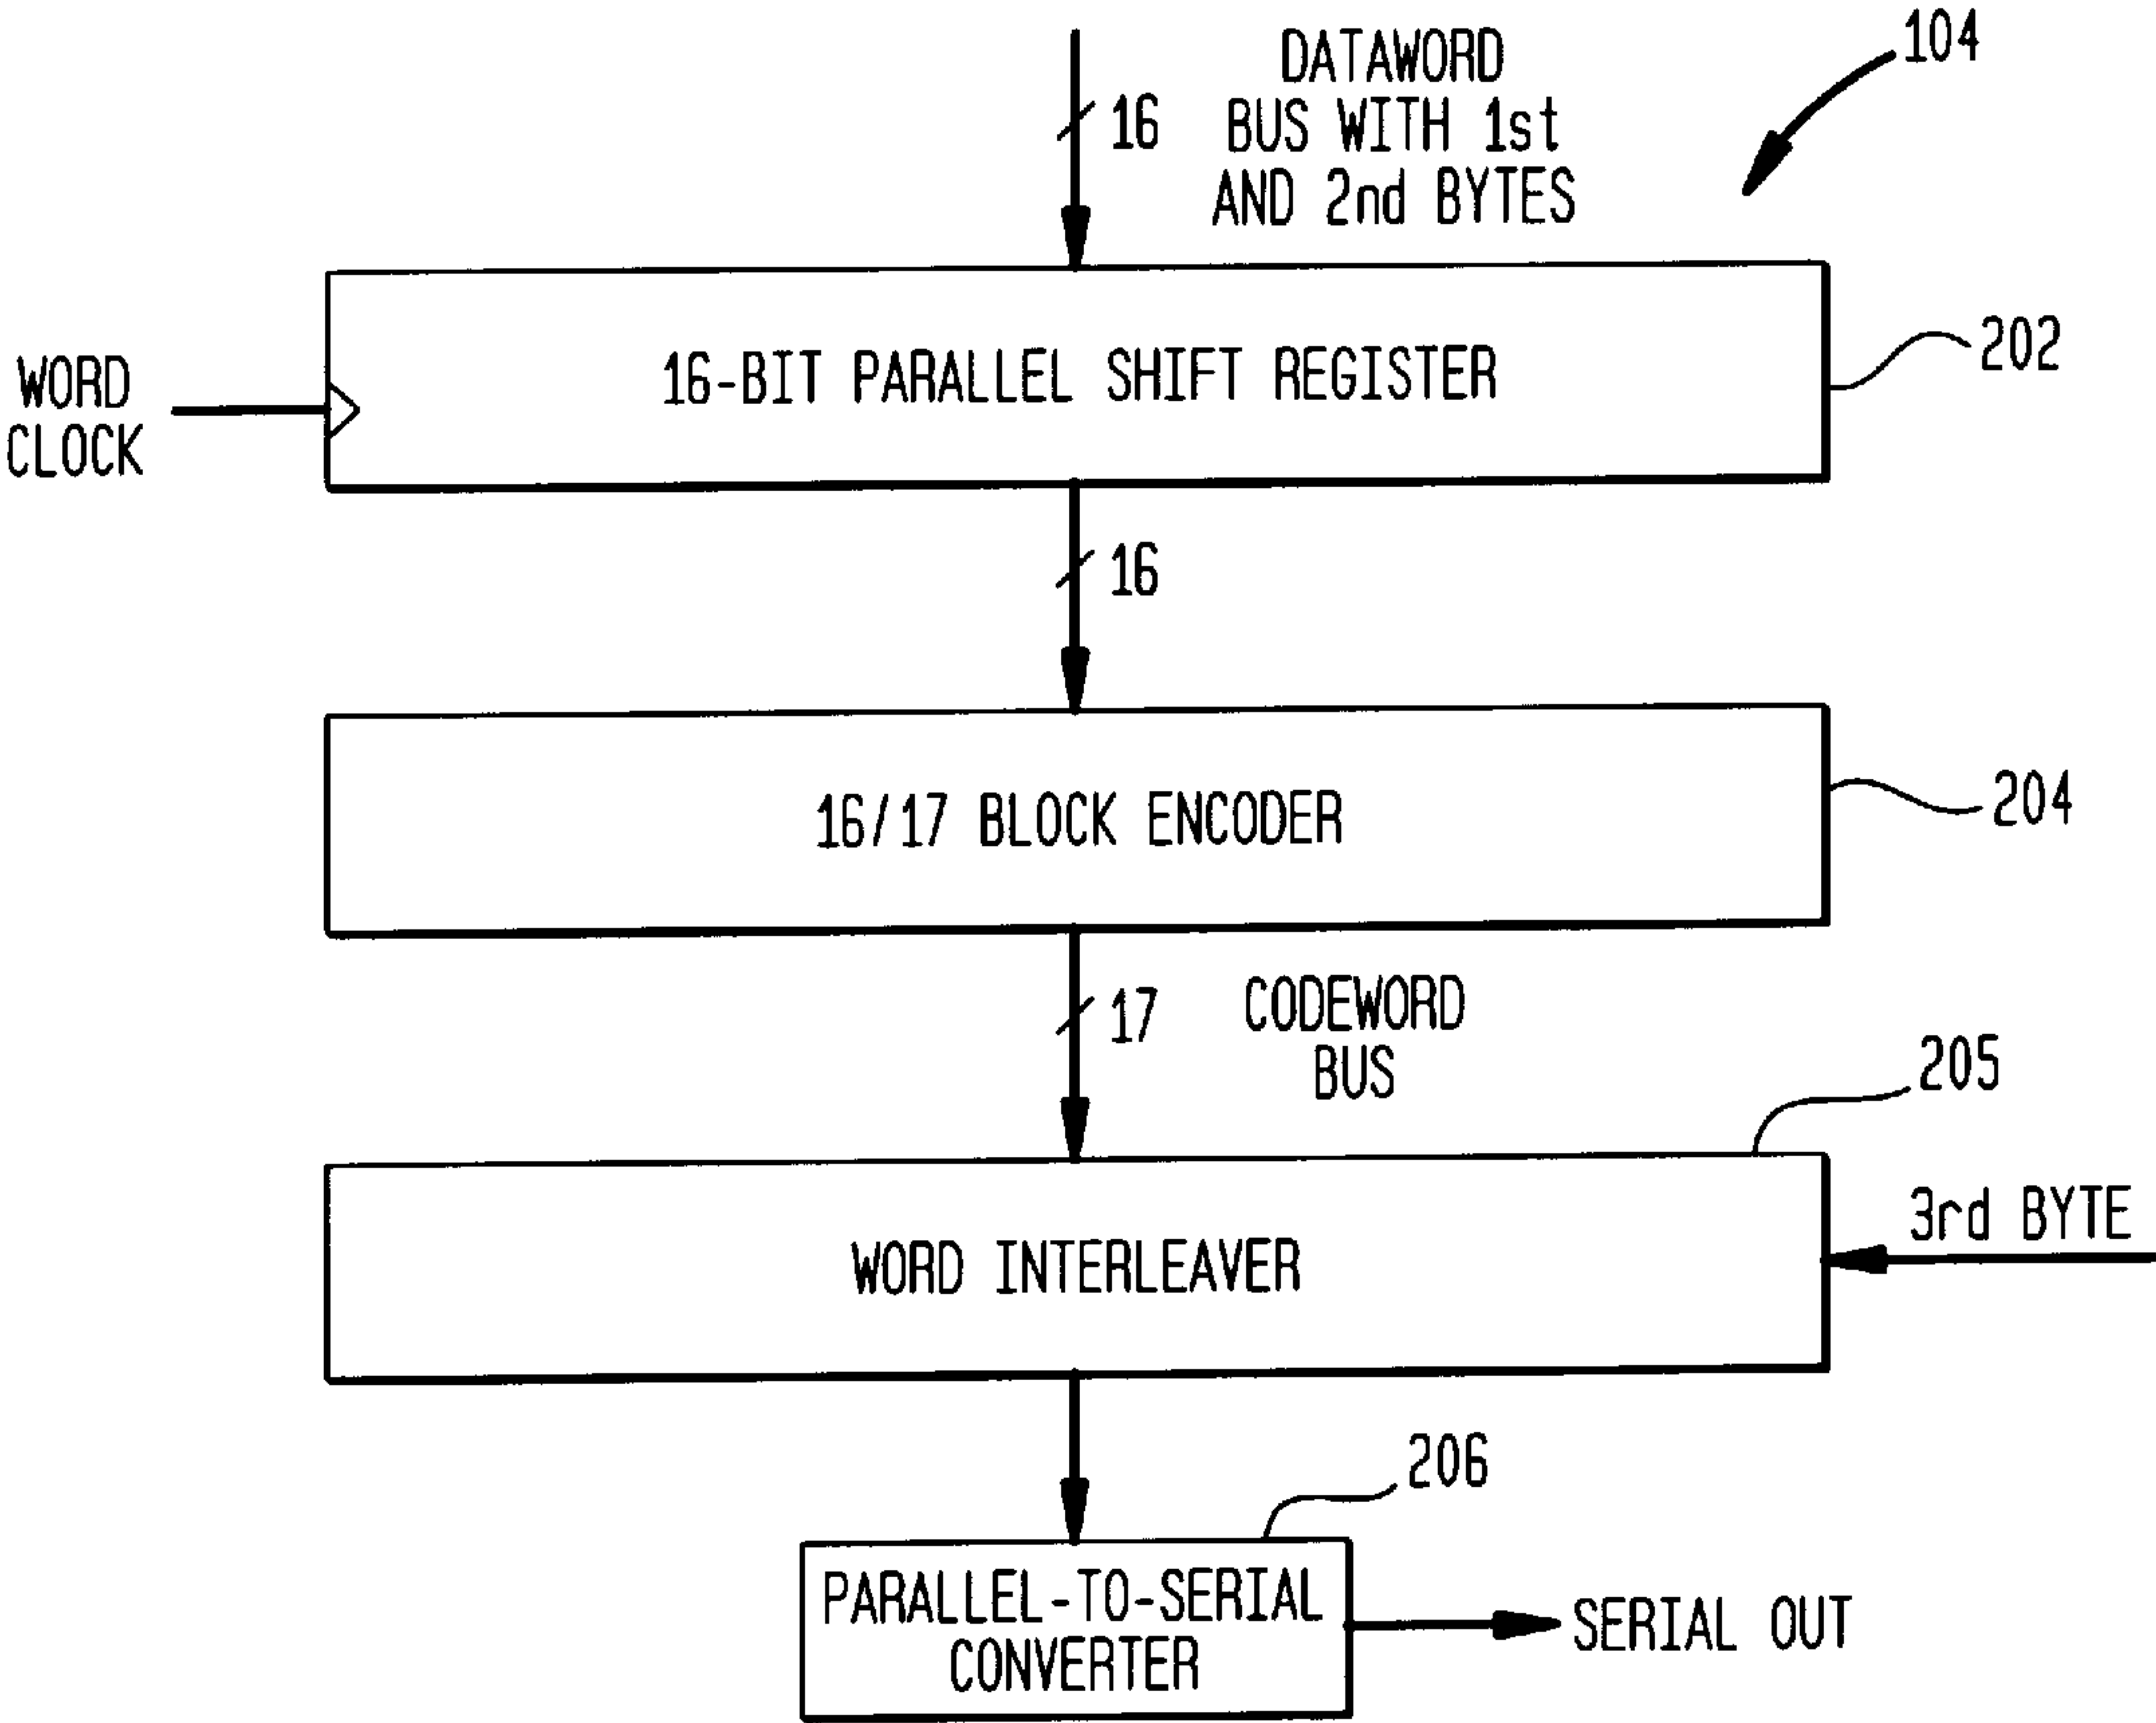 DATAWORD
BUS WITH 1st
AND 2nd BYTES
16
104
WORD
CLOCK
16-BIT PARALLEL SHIFT REGISTER
202
16
16/17 BLOCK ENCODER
204
17
CODEWORD
BUS
205
3rd BYTE
WORD INTERLEAVER
206
PARALLEL-TO-SERIAL
CONVERTER
SERIAL OUT